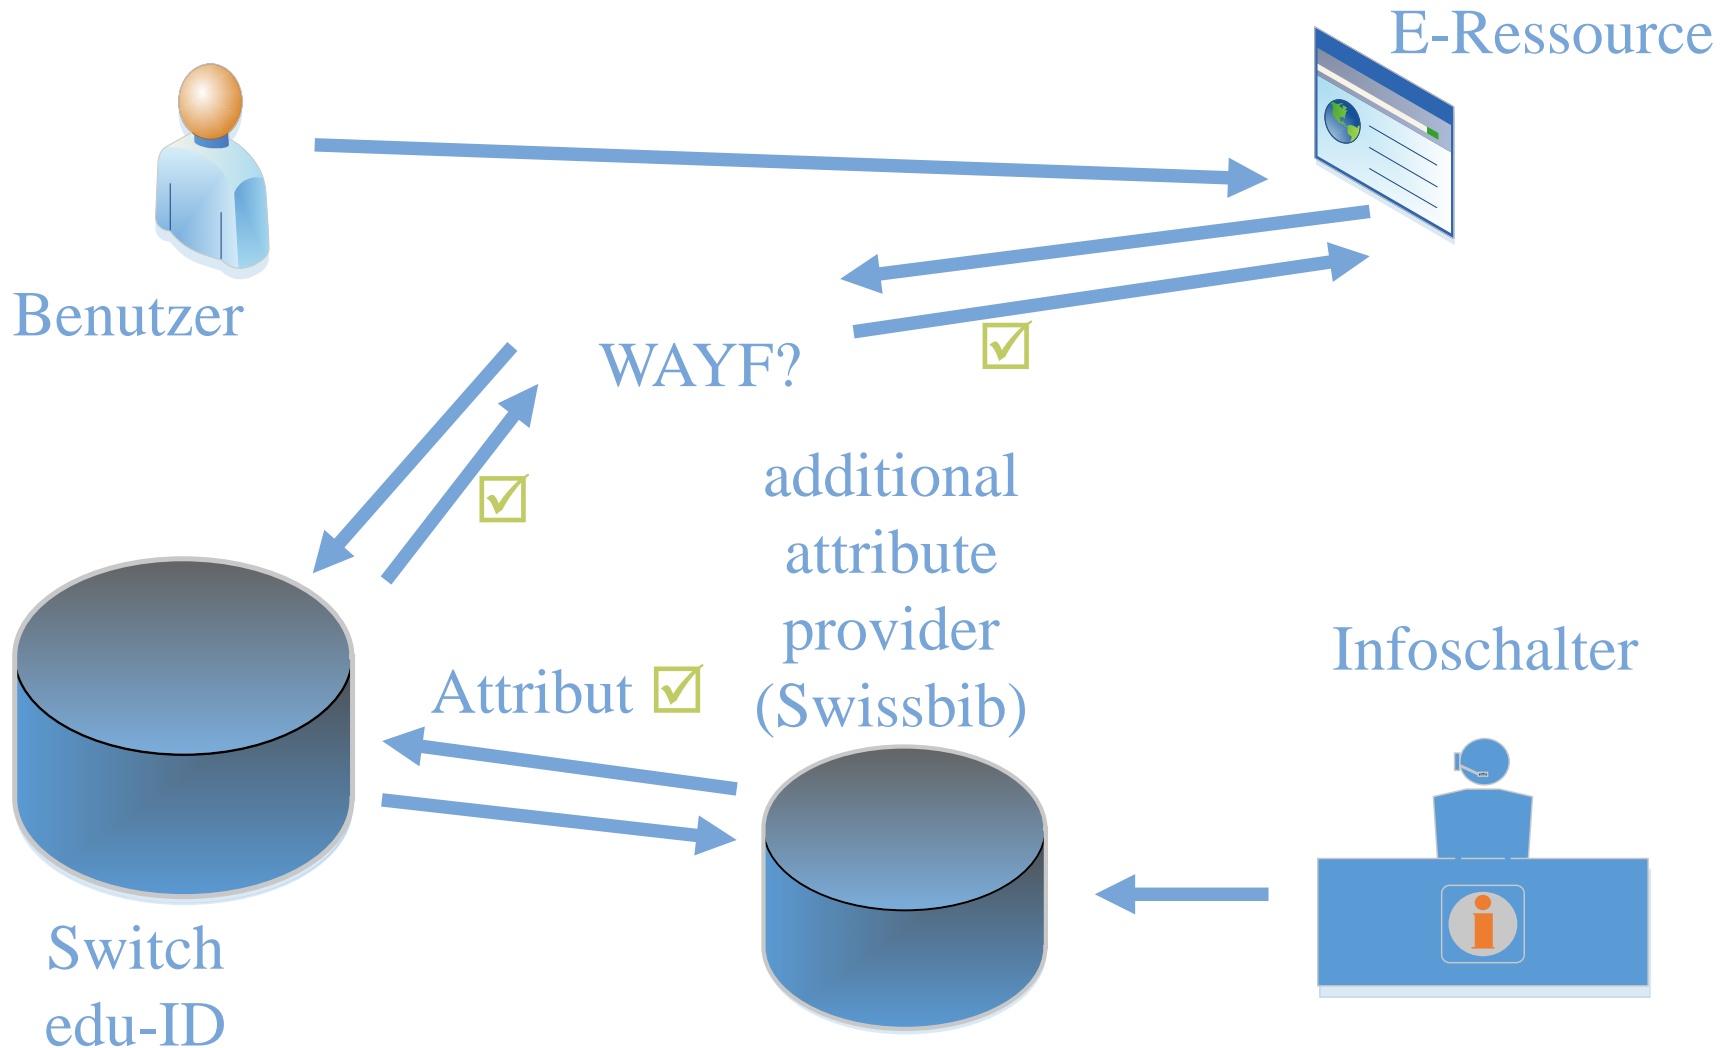 E-Ressource
Benutzer
WAYF?
additional
attribute
provider
(Swissbib)
Attribut
Infoschalter
Switch
edu-ID